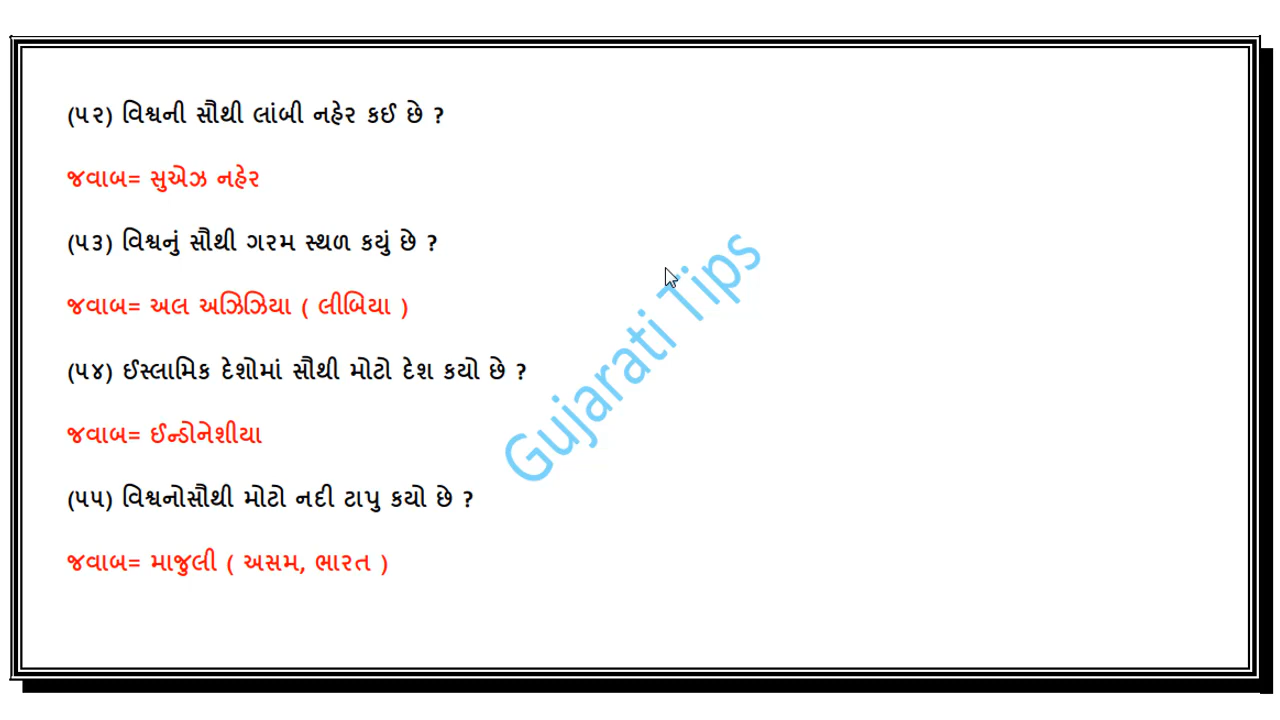 (૫૨) વિશ્વની સૌથી લાંબી નહેર કઈ છે ?
જવાબ= સુએઝ નહેર
(૫૩) વિશ્વનું સૌથી ગરમ સ્થળ કયું છે ?
જવાબ= અલ અઝિઝિયા ( લીબિયા )
(૫૪) ઈસ્લામિક દેશોમાં સૌથી મોટો દેશ કયો છે ?
જવાબ= ઈન્ડોનેશીયા
(૫૫) વિશ્વનોસૌથી મોટો નદી ટાપુ કયો છે ?
જવાબ= માજુલી ( અસમ, ભારત )
Gujarati Tips